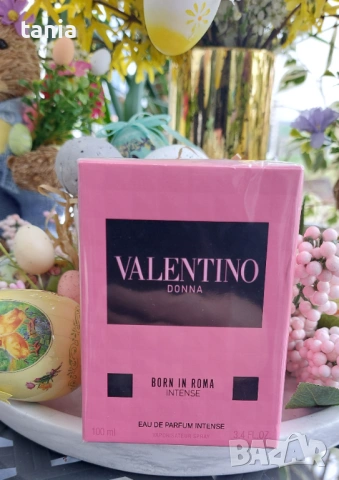 tania
VALENTINO
DONNA
BORN IN ROMA
INTENSE
EAU DE PARFUM INTENSE
100 ml 3.4 FL.OZ
BAZAR